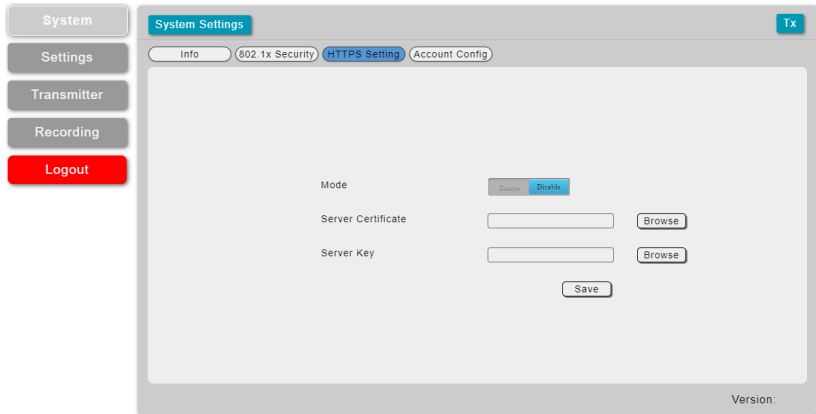 System
Settings
Transmitter
Recording
Logout
System Settings
Tx
Info
802.1x Security
HTTPS Setting
Account Config
Mode
Enable
Disable
Server Certificate
Browse
Server Key
Browse
Save
Version: